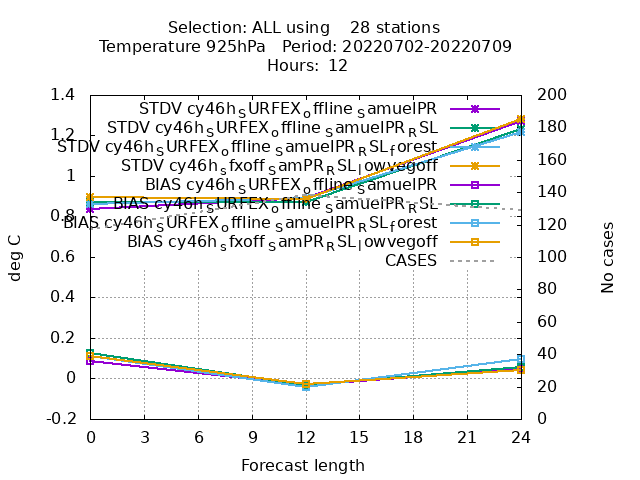 Selection: ALL using 28 stations
Temperature 925hPa Period: 20220702-20220709
Hours: 12
1.4
1.2
1
0.8
0.6
0.4
0.2
0
-0.2
deg C
STDV cy46h_SURFEX_offline_SamuelPR
STDV cy46h_SURFEX_offline_SamuelPR_RSL
STDV cy46h_SURFEX_offline_SamuelPR_RSL_forest
STDV cy46h_sfxoff_SamPR_RSL_lowvegoff
BIAS cy46h_SURFEX_offline_SamuelPR
BIAS cy46h_SURFEX_offline_SamuelPR_RSL
BIAS cy46h_SURFEX_offline_SamuelPR_RSL_forest
BIAS cy46h_sfxoff_SamPR_RSL_lowvegoff
CASES
200
180
160
140
120
100
80
60
40
20
0
No cases
0 3 6 9 12 15 18 21 24
Forecast length